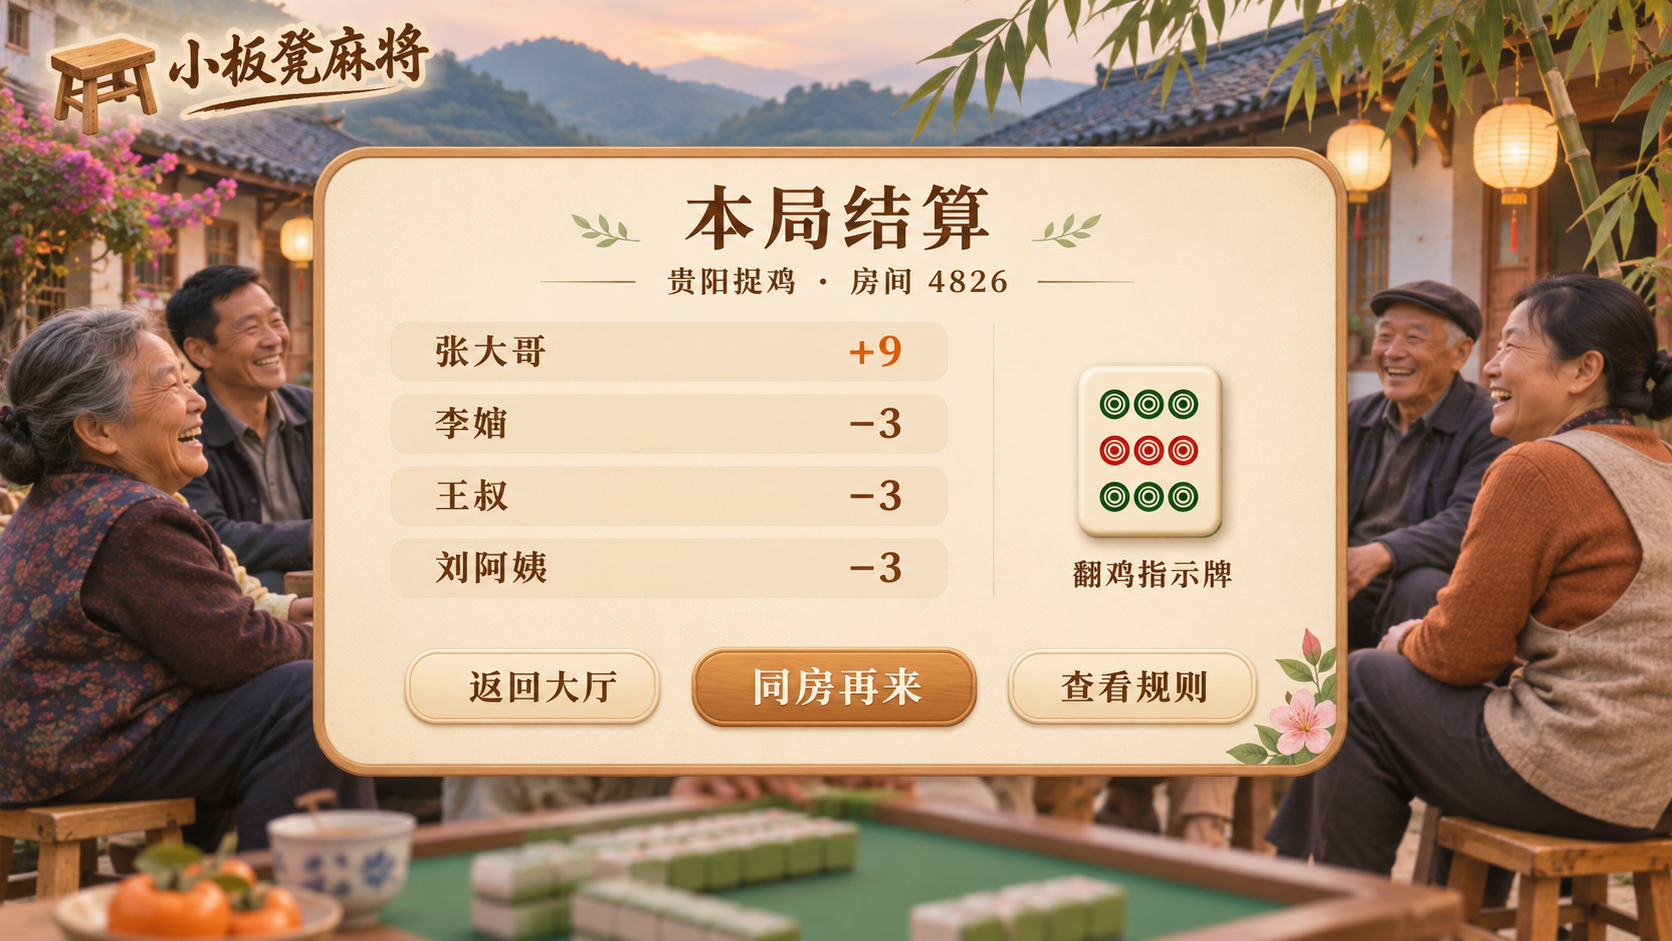 小板凳麻将
本局结算
贵阳捉鸡 · 房间 4826
张大哥 +9
李婶 −3
王叔 −3
刘阿姨 −3
翻鸡指示牌
返回大厅
同房再来
查看规则